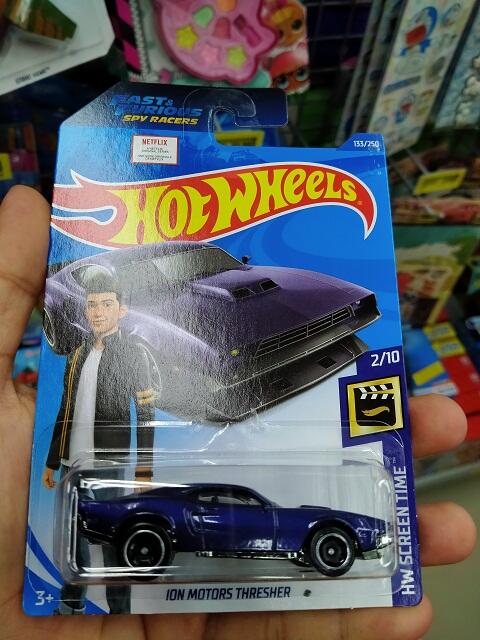 FAST & FURIOUS
SPY RACERS
NETFLIX
133/250
HOT WHEELS
2/10
HW SCREEN TIME
ION MOTORS THRESHER
3+